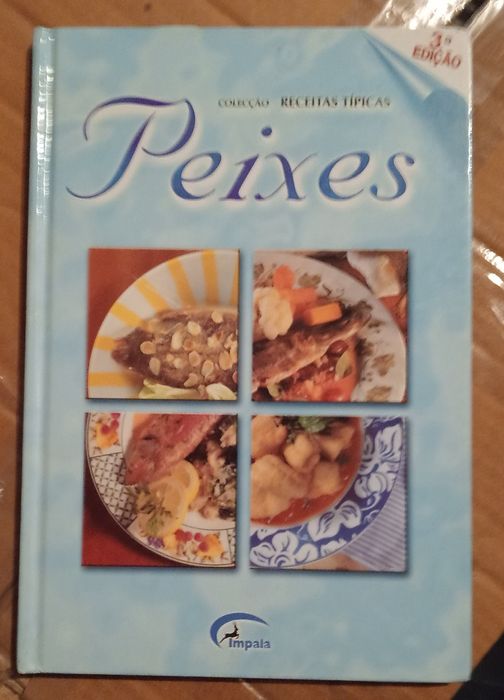 3ª
EDIÇÃO
COLECÇÃO RECEITAS TÍPICAS
Peixes
Impala